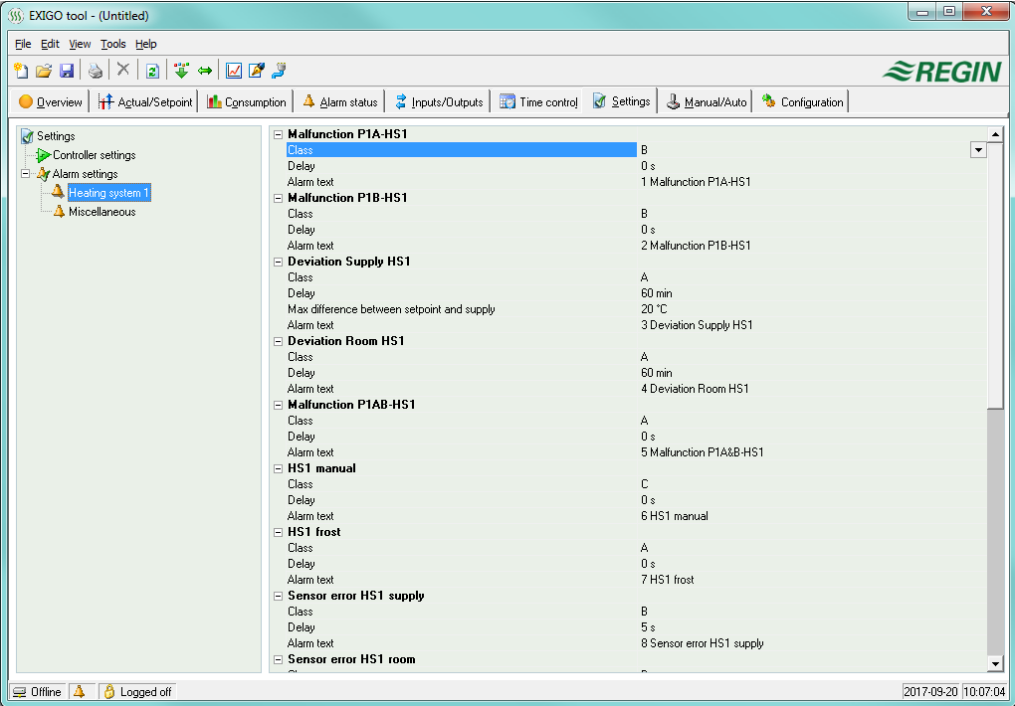 EXIGO tool - (Untitled)
File Edit View Tools Help
REGIN
Overview Actual/Setpoint Consumption Alarm status Inputs/Outputs Time control Settings Manual/Auto Configuration
Settings
Controller settings
Alarm settings
Heating system 1
Miscellaneous
Malfunction P1A-HS1
Class B
Delay 0 s
Alarm text 1 Malfunction P1A-HS1
Malfunction P1B-HS1
Class B
Delay 0 s
Alarm text 2 Malfunction P1B-HS1
Deviation Supply HS1
Class A
Delay 60 min
Max difference between setpoint and supply 20 °C
Alarm text 3 Deviation Supply HS1
Deviation Room HS1
Class A
Delay 60 min
Alarm text 4 Deviation Room HS1
Malfunction P1AB-HS1
Class A
Delay 0 s
Alarm text 5 Malfunction P1A&B-HS1
HS1 manual
Class C
Delay 0 s
Alarm text 6 HS1 manual
HS1 frost
Class A
Delay 0 s
Alarm text 7 HS1 frost
Sensor error HS1 supply
Class B
Delay 5 s
Alarm text 8 Sensor error HS1 supply
Sensor error HS1 room
Offline Logged off 2017-09-20 10:07:04